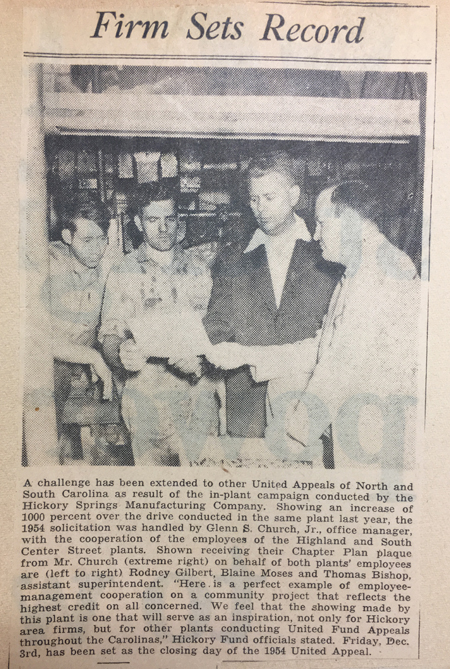 Firm Sets Record
A challenge has been extended to other United Appeals of North and
South Carolina as result of the in-plant campaign conducted by the
Hickory Springs Manufacturing Company. Showing an increase of
1000 percent over the drive conducted in the same plant last year, the
1954 solicitation was handled by Glenn S. Church, Jr., office manager,
with the cooperation of the employees of the Highland and South
Center Street plants. Shown receiving their Chapter Plan plaque
from Mr. Church (extreme right) on behalf of both plants' employees
are (left to right) Rodney Gilbert, Blaine Moses and Thomas Bishop,
assistant superintendent. "Here is a perfect example of employee-
management cooperation on a community project that reflects the
highest credit on all concerned. We feel that the showing made by
this plant is one that will serve as an inspiration, not only for Hickory
area firms, but for other plants conducting United Fund Appeals
throughout the Carolinas," Hickory Fund officials stated. Friday, Dec.
3rd, has been set as the closing day of the 1954 United Appeal.